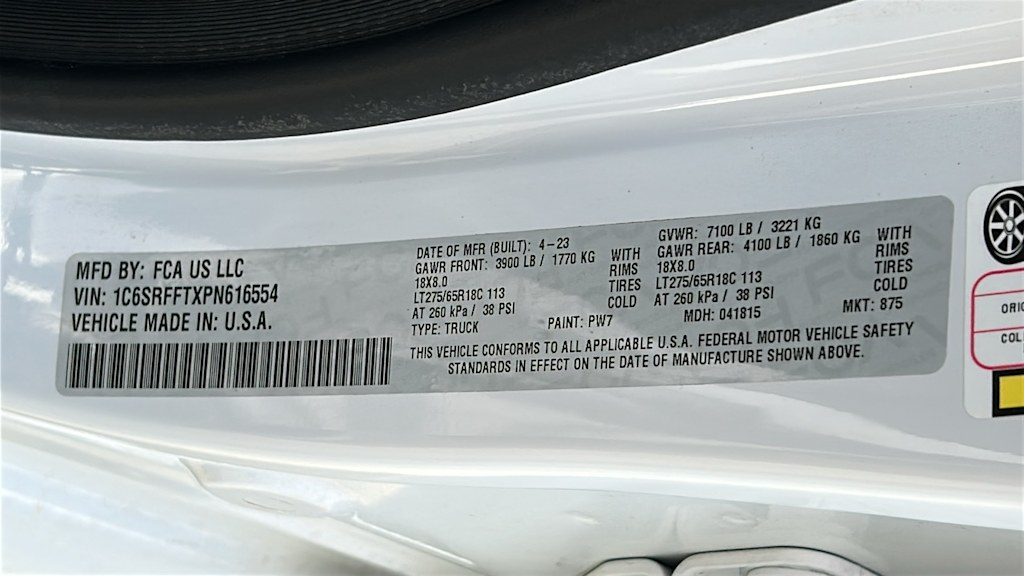 MFD BY: FCA US LLC
VIN: 1C6SRFFTXPN616554
VEHICLE MADE IN: U.S.A.
DATE OF MFR (BUILT): 4-23
GAWR FRONT: 3900 LB / 1770 KG WITH
18X8.0 RIMS
LT275/65R18C 113 TIRES
AT 260 kPa / 38 PSI COLD
TYPE: TRUCK PAINT: PW7
GVWR: 7100 LB / 3221 KG
GAWR REAR: 4100 LB / 1860 KG WITH
18X8.0 RIMS
LT275/65R18C 113 TIRES
AT 260 kPa / 38 PSI COLD
MDH: 041815 MKT: 875
THIS VEHICLE CONFORMS TO ALL APPLICABLE U.S.A. FEDERAL MOTOR VEHICLE SAFETY
STANDARDS IN EFFECT ON THE DATE OF MANUFACTURE SHOWN ABOVE.